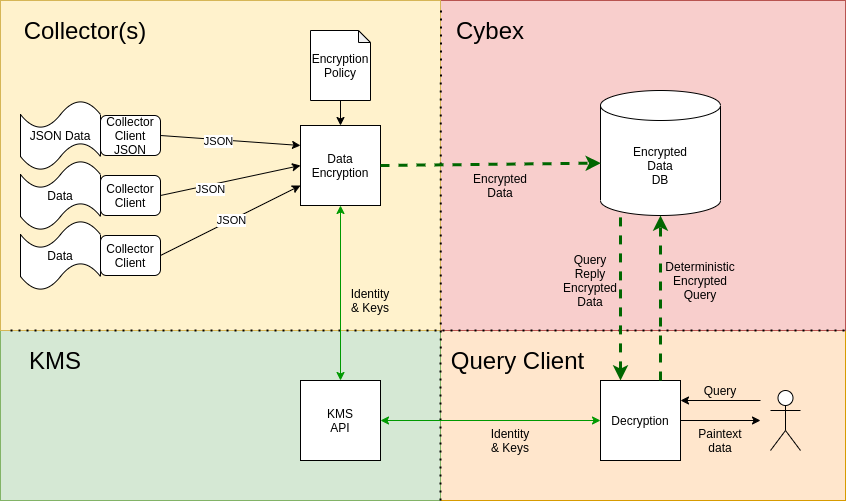 Collector(s)
Cybex
Encryption
Policy
JSON Data
Collector
Client
JSON
JSON
Data
Encryption
Data
Collector
Client
JSON
Data
Collector
Client
JSON
Encrypted
Data
Encrypted
Data
DB
Identity
& Keys
Query
Reply
Encrypted
Data
Deterministic
Encrypted
Query
KMS
Query Client
KMS
API
Identity
& Keys
Decryption
Query
Paintext
data